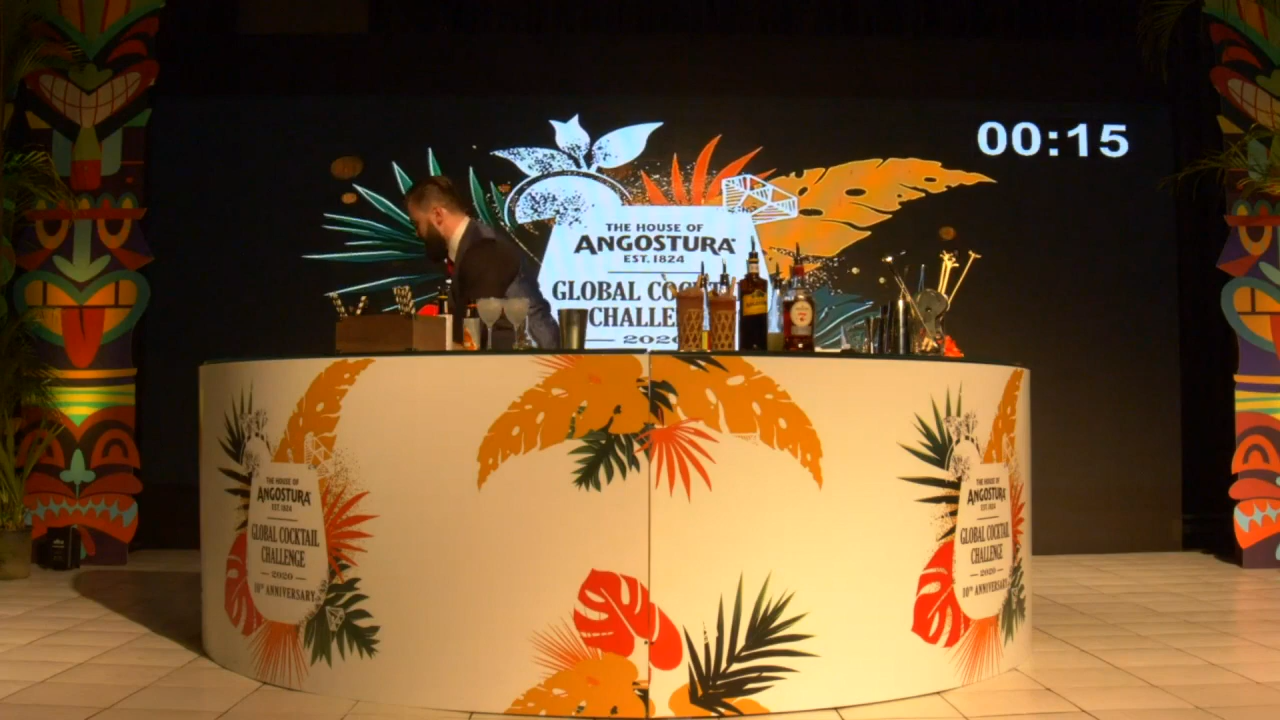 00:15
THE HOUSE OF
ANGOSTURA
EST. 1824
GLOBAL
CHALLE
2020
THE HOUSE OF
ANGOSTURA
EST. 1824
GLOBAL COCKTAIL
CHALLENGE
2020
10TH ANNIVERSARY
THE HOUSE OF
ANGOSTURA
EST. 1824
GLOBAL COCKTAIL
CHALLENGE
2020
10TH ANNIVERSARY